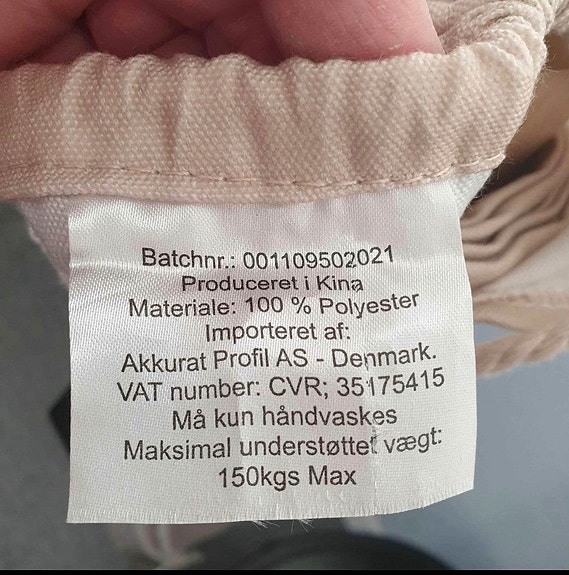 Batchnr.: 001109502021
Produceret i Kina
Materiale: 100 % Polyester
Importeret af:
Akkurat Profil AS - Denmark.
VAT number: CVR; 35175415
Må kun håndvaskes
Maksimal understøttet vægt:
150kgs Max